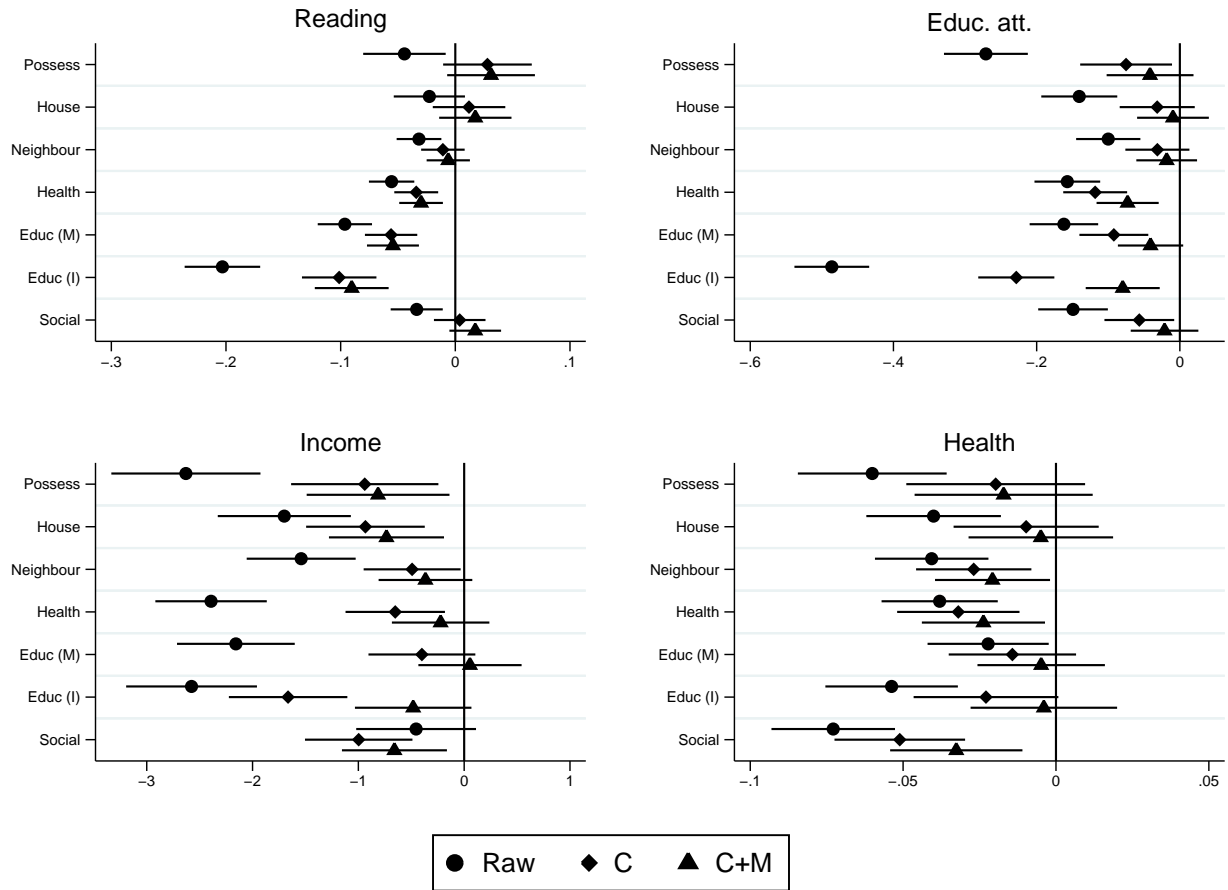 Reading
Possess
House
Neighbour
Health
Educ (M)
Educ (I)
Social
−.3 −.2 −.1 0 .1
Educ. att.
Possess
House
Neighbour
Health
Educ (M)
Educ (I)
Social
−.6 −.4 −.2 0
Income
Possess
House
Neighbour
Health
Educ (M)
Educ (I)
Social
−3 −2 −1 0 1
Health
Possess
House
Neighbour
Health
Educ (M)
Educ (I)
Social
−.1 −.05 0 .05
Raw C C+M